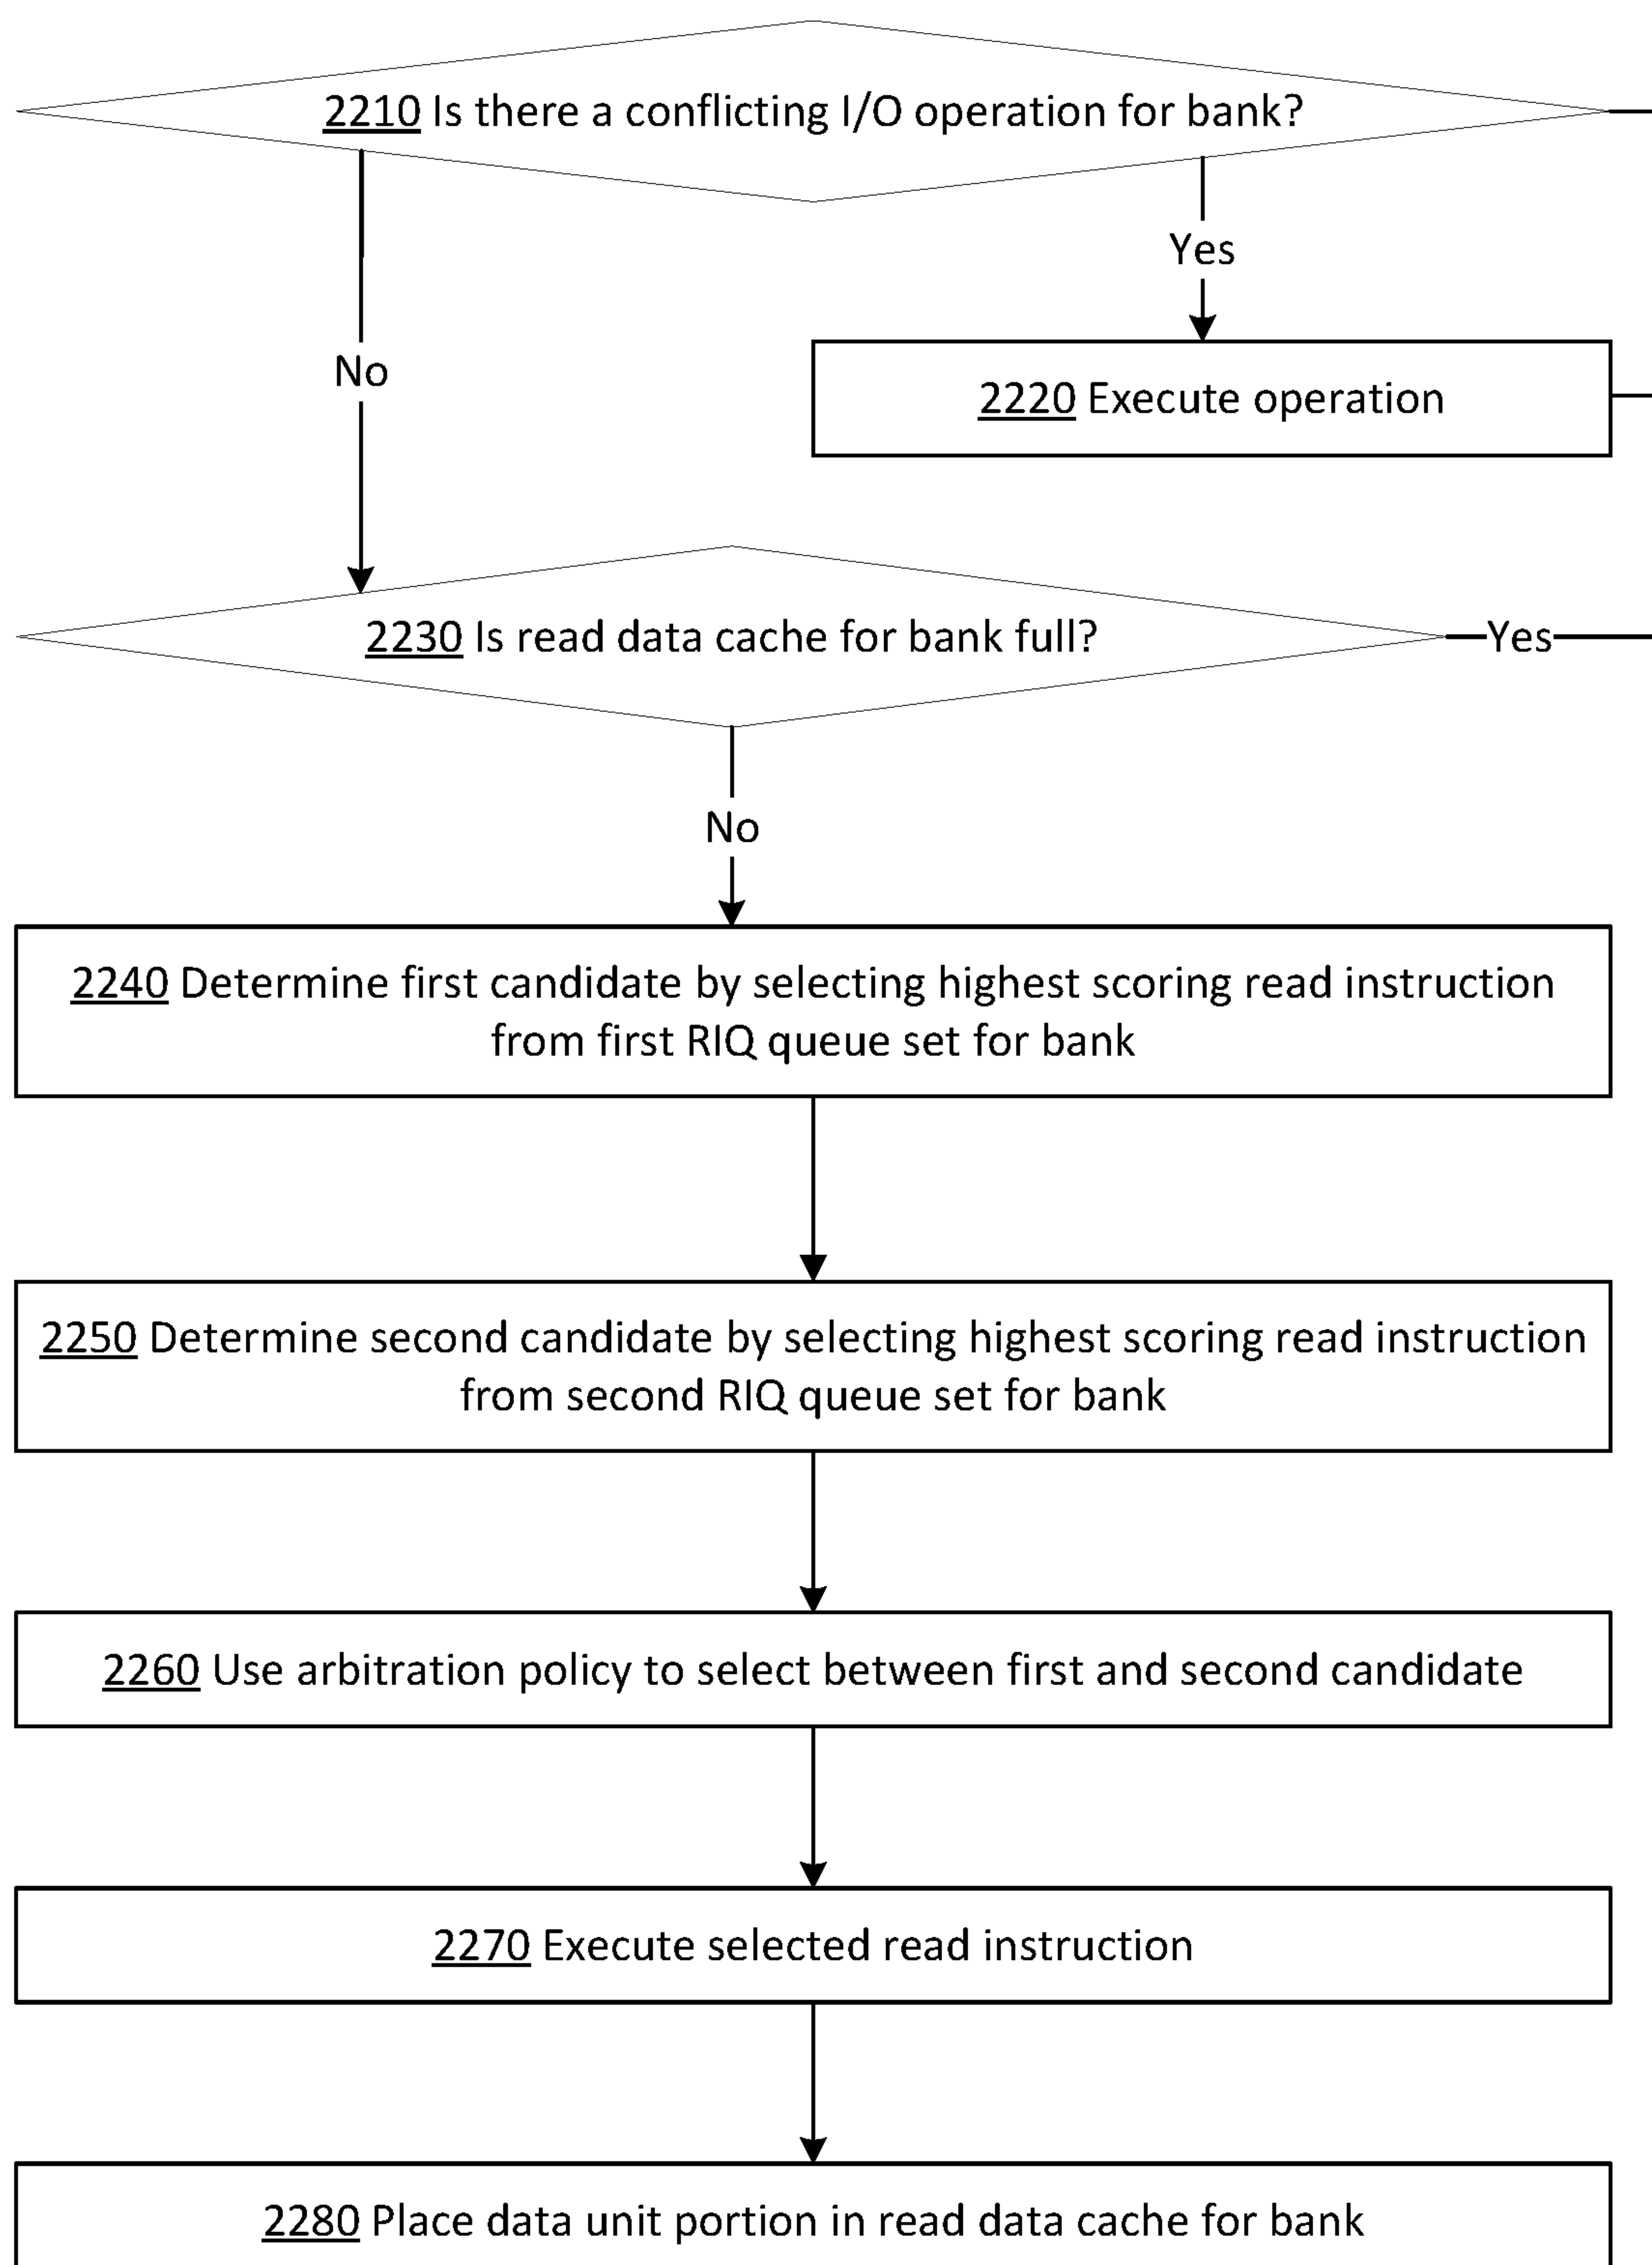 2210 Is there a conflicting I/O operation for bank?
Yes
No
2220 Execute operation
2230 Is read data cache for bank full?
Yes
No
2240 Determine first candidate by selecting highest scoring read instruction
from first RIQ queue set for bank
2250 Determine second candidate by selecting highest scoring read instruction
from second RIQ queue set for bank
2260 Use arbitration policy to select between first and second candidate
2270 Execute selected read instruction
2280 Place data unit portion in read data cache for bank